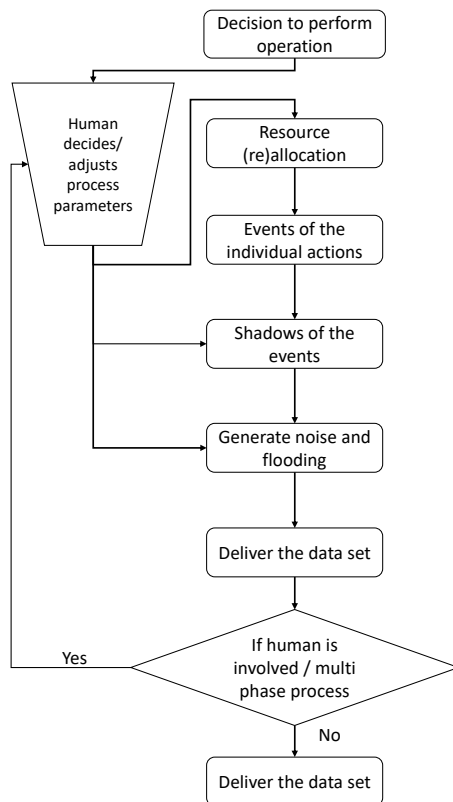 Decision to perform
operation
Human
decides/
adjusts
process
parameters
Resource
(re)allocation
Events of the
individual actions
Shadows of the
events
Generate noise and
flooding
Deliver the data set
If human is
involved / multi
phase process
Yes
No
Deliver the data set